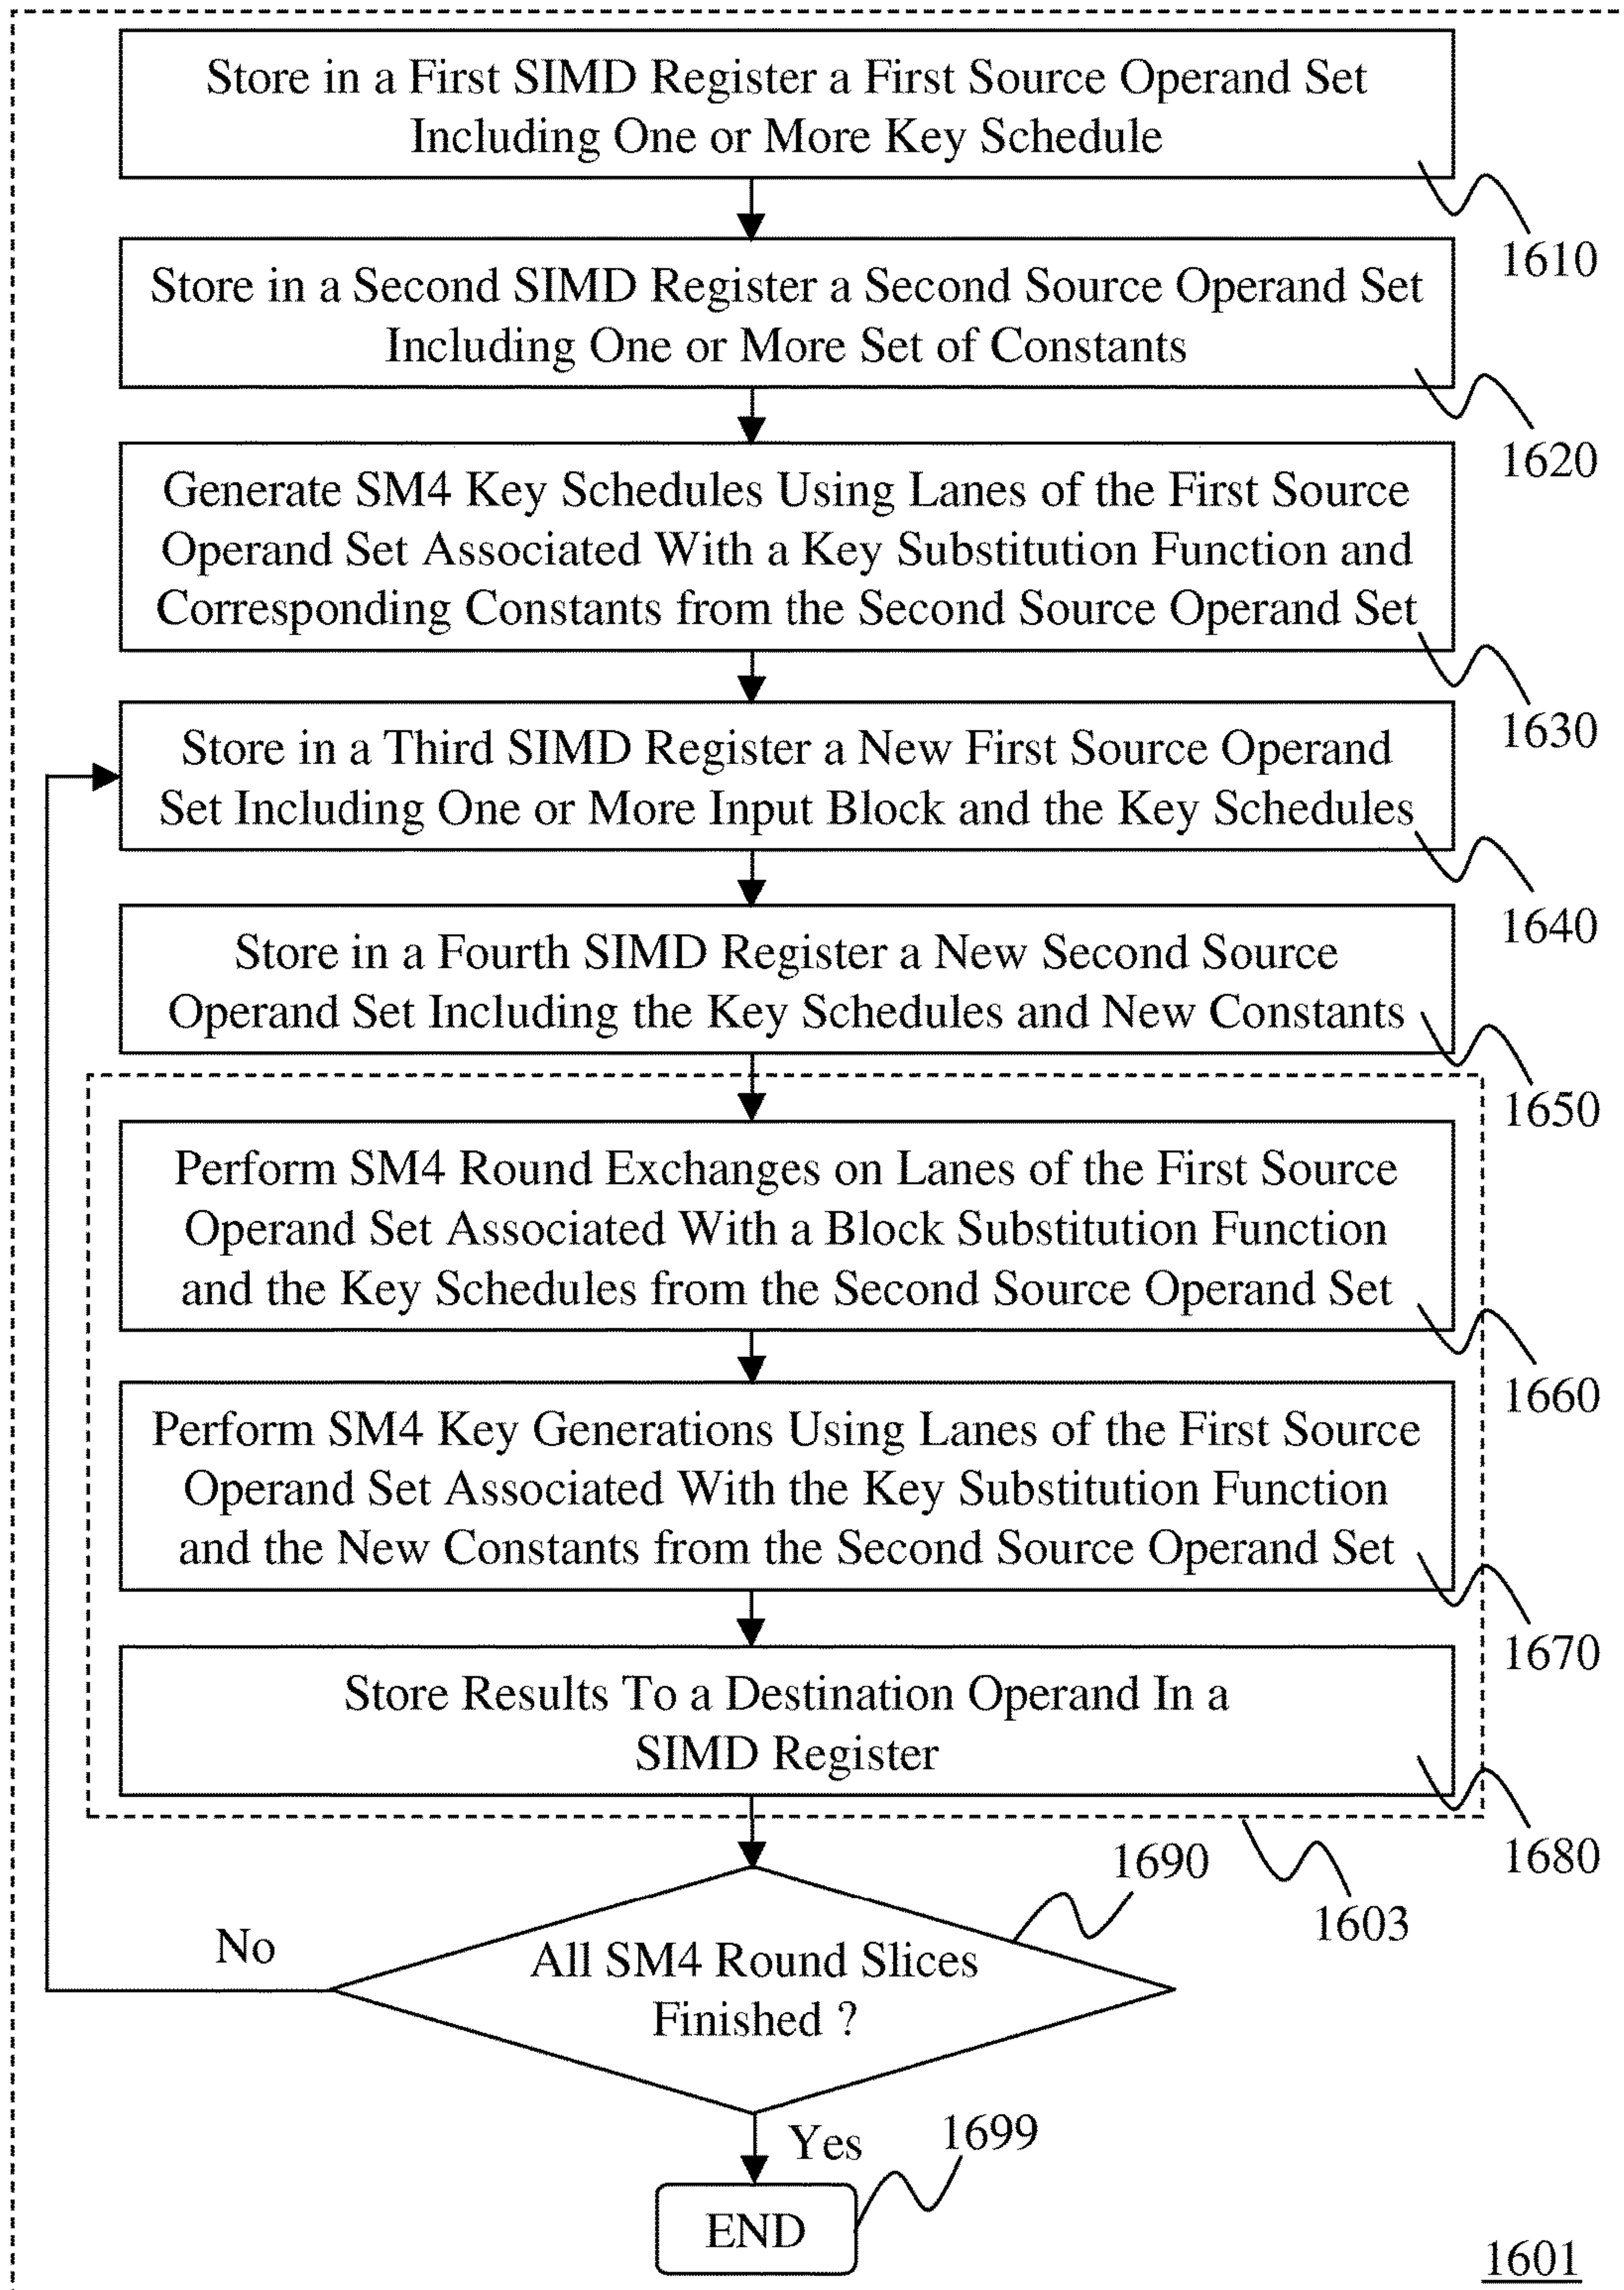 Store in a First SIMD Register a First Source Operand Set
Including One or More Key Schedule
1610
Store in a Second SIMD Register a Second Source Operand Set
Including One or More Set of Constants
1620
Generate SM4 Key Schedules Using Lanes of the First Source
Operand Set Associated With a Key Substitution Function and
Corresponding Constants from the Second Source Operand Set
1630
Store in a Third SIMD Register a New First Source Operand
Set Including One or More Input Block and the Key Schedules
1640
Store in a Fourth SIMD Register a New Second Source
Operand Set Including the Key Schedules and New Constants
1650
Perform SM4 Round Exchanges on Lanes of the First Source
Operand Set Associated With a Block Substitution Function
and the Key Schedules from the Second Source Operand Set
1660
Perform SM4 Key Generations Using Lanes of the First Source
Operand Set Associated With the Key Substitution Function
and the New Constants from the Second Source Operand Set
1670
Store Results To a Destination Operand In a
SIMD Register
1680
1690
1603
No
All SM4 Round Slices
Finished ?
Yes
1699
END
1601